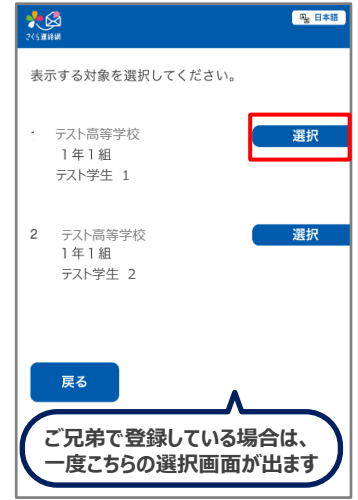 さくら連絡網
日本語
表示する対象を選択してください。
テスト高等学校
選択
1年1組
テスト学生 1
2 テスト高等学校
選択
1年1組
テスト学生 2
戻る
ご兄弟で登録している場合は、
一度こちらの選択画面が出ます